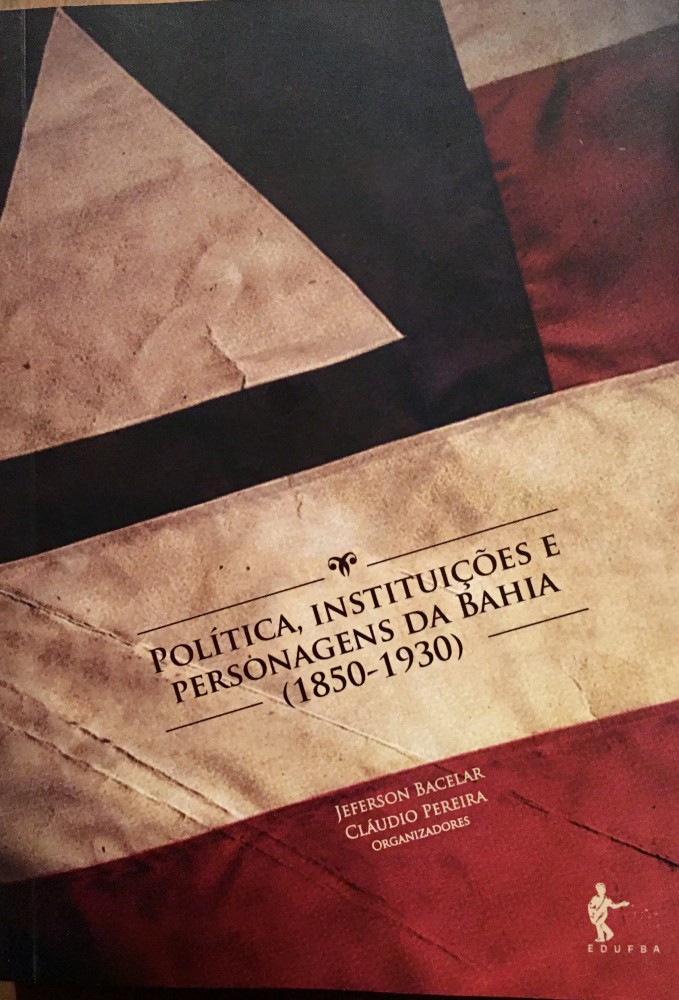 Política, instituições e
personagens da Bahia
(1850-1930)
Jeferson Bacelar
Cláudio Pereira
Organizadores
EDUFBA